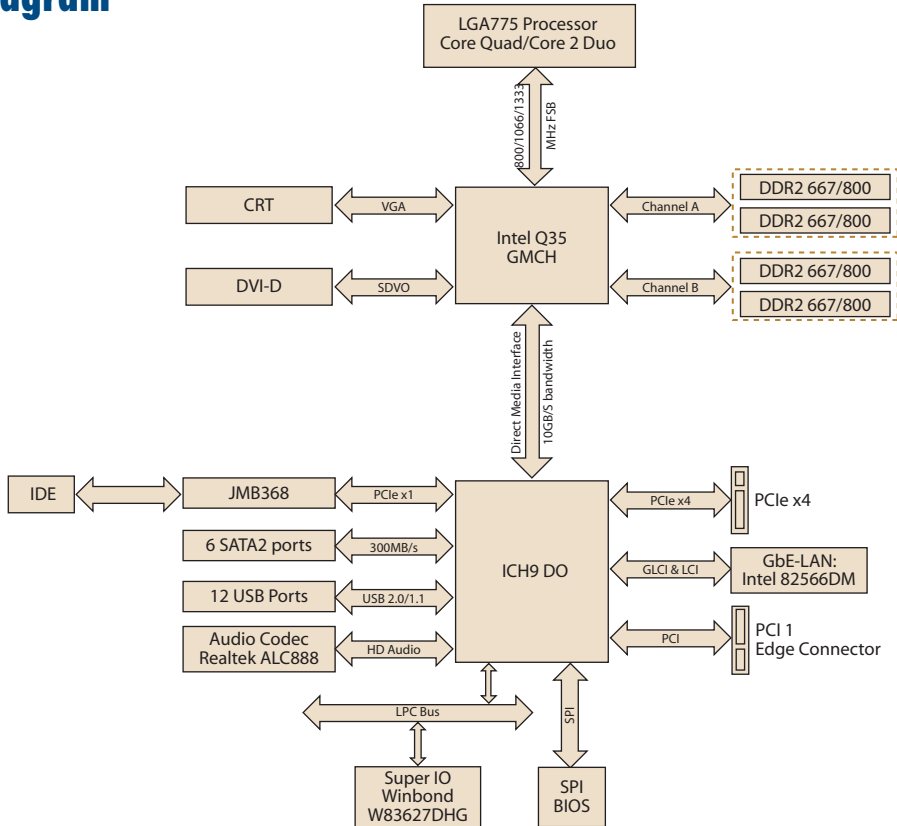 LGA775 Processor
Core Quad/Core 2 Duo
800/1066/1333
MHz FSB
CRT
VGA
Intel Q35
GMCH
Channel A
DDR2 667/800
DDR2 667/800
DVI-D
SDVO
Channel B
DDR2 667/800
DDR2 667/800
Direct Media Interface
10GB/S bandwidth
IDE
JMB368
PCIe x1
ICH9 DO
PCIe x4
PCIe x4
6 SATA2 ports
300MB/s
GLCI & LCI
GbE-LAN:
Intel 82566DM
12 USB Ports
USB 2.0/1.1
Audio Codec
Realtek ALC888
HD Audio
PCI
PCI 1
Edge Connector
LPC Bus
SPI
Super IO
Winbond
W83627DHG
SPI
BIOS